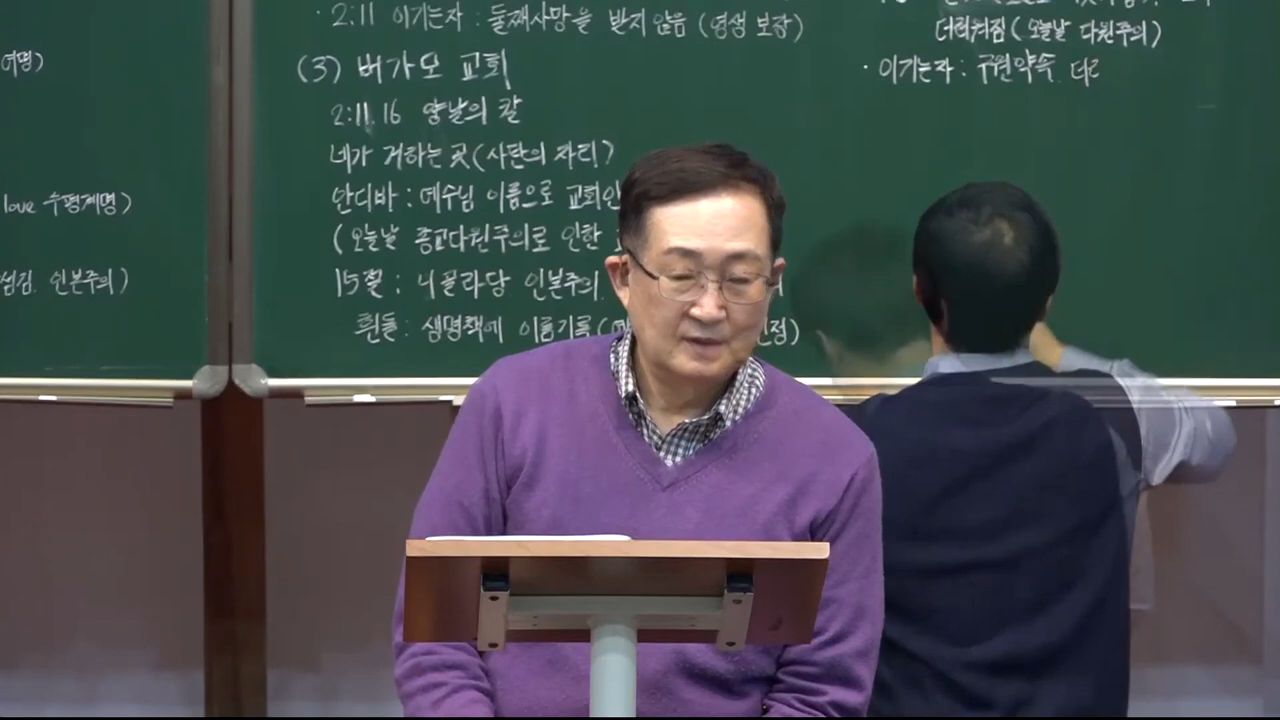 여명)
love 수평계명)
섬김. 인본주의)
· 2:11 이기는자 : 둘째사망을 받지 않음 (영생 보장)
(3) 버가모 교회
2:11.16 양날의 칼
네가 거하는 곳(사탄의 자리)
안디바 : 예수님 이름으로 교회안
(오늘날 종교다원주의로 인한
15절 : 니골라당 인본주의.
흰돌 : 생명책에 이름기록(
인정)
더럭혀짐(오늘날 다원주의)
· 이기는자 : 구원약속